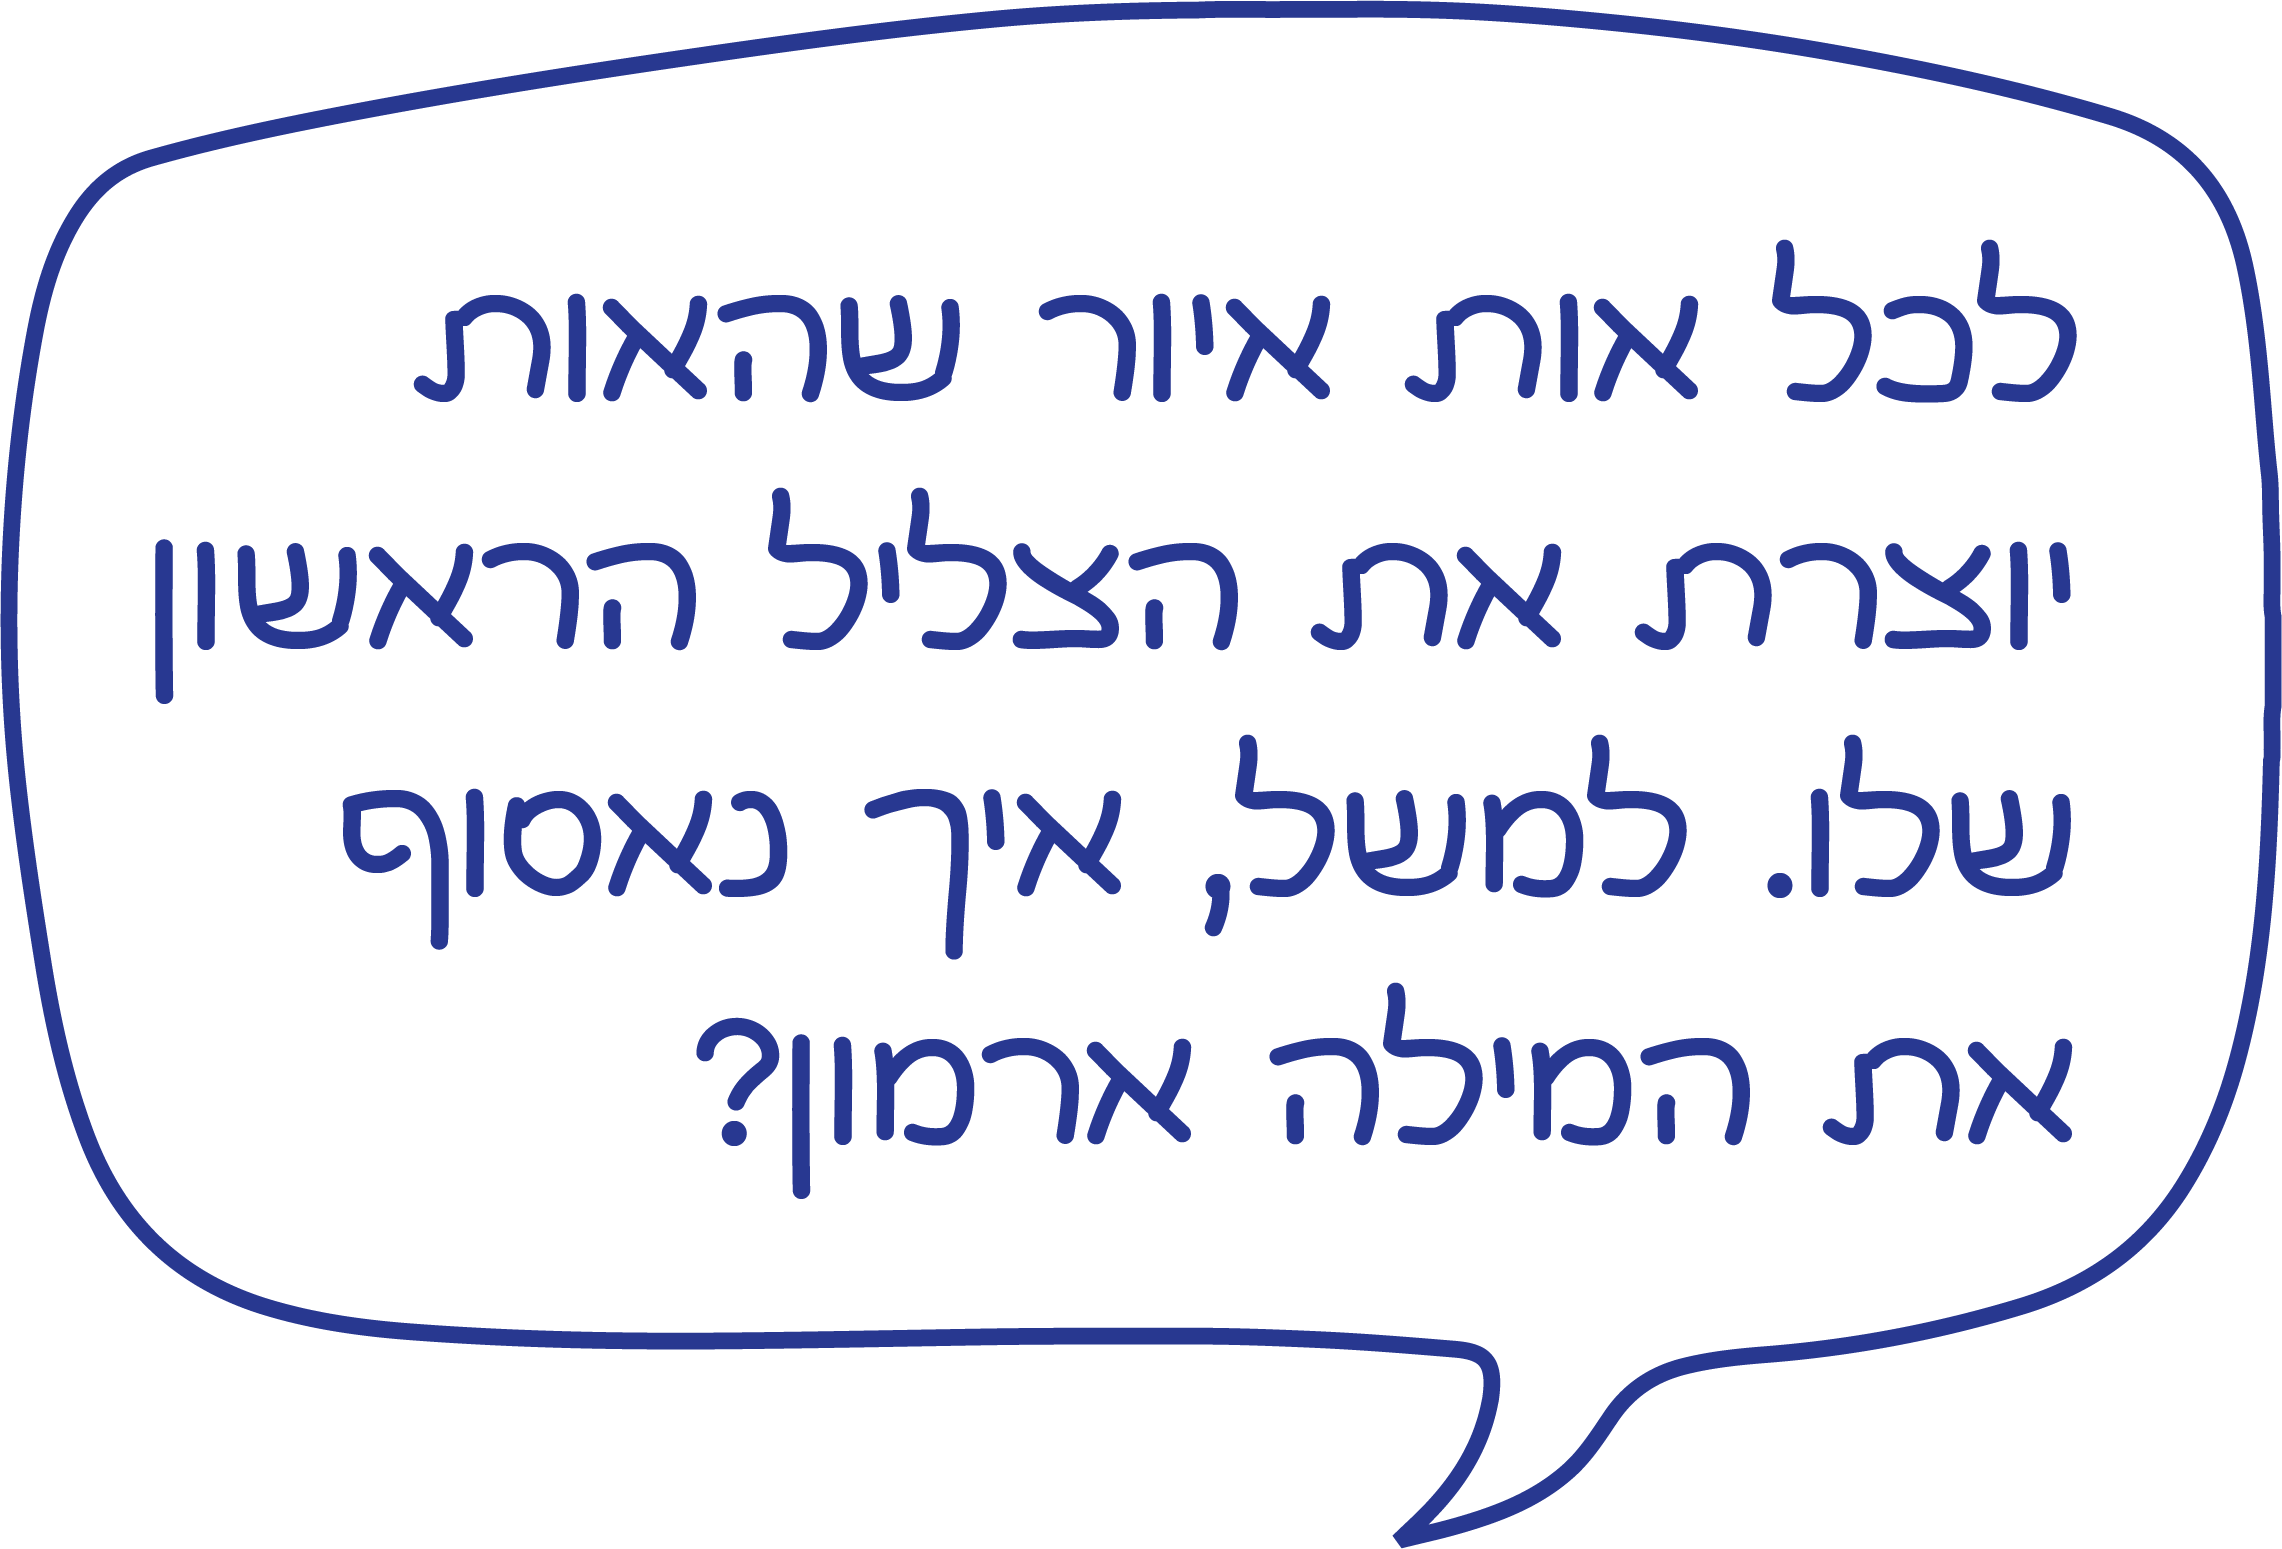 לכל אות איור שהאות
יוצרת את הצליל הראשון
שלו. למשל, איך נאסוף
את המילה ארמון?